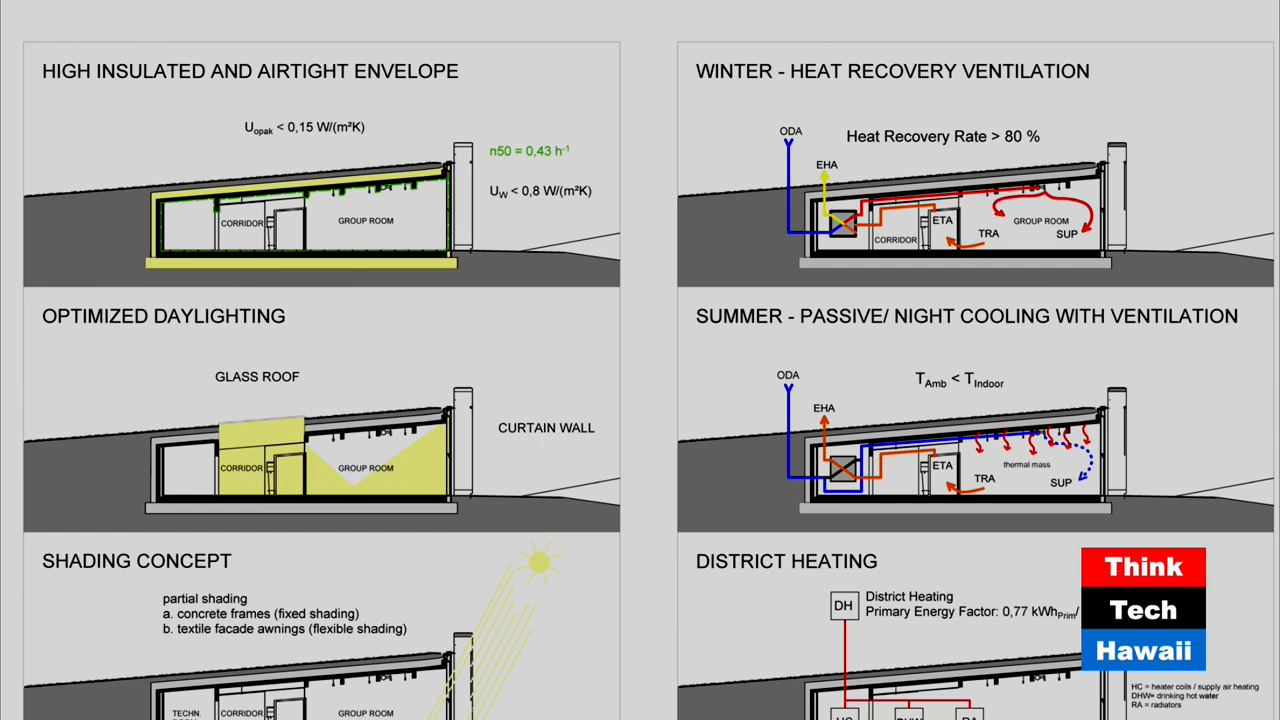 HIGH INSULATED AND AIRTIGHT ENVELOPE
Uopak < 0,15 W/(m²K)
n50 = 0,43 h-1
UW < 0,8 W/(m²K)
CORRIDOR
GROUP ROOM
WINTER - HEAT RECOVERY VENTILATION
ODA
Heat Recovery Rate > 80 %
EHA
ETA
GROUP ROOM
TRA
SUP
CORRIDOR
OPTIMIZED DAYLIGHTING
GLASS ROOF
CURTAIN WALL
CORRIDOR
GROUP ROOM
SUMMER - PASSIVE/ NIGHT COOLING WITH VENTILATION
ODA
TAmb < TIndoor
EHA
ETA
thermal mass
TRA
SUP
SHADING CONCEPT
partial shading
a. concrete frames (fixed shading)
b. textile facade awnings (flexible shading)
TECHN.
CORRIDOR
GROUP ROOM
DISTRICT HEATING
DH
District Heating
Primary Energy Factor: 0,77 kWhPrim/
HC = heater coils / supply air heating
DHW= drinking hot water
RA = radiators
Think
Tech
Hawaii